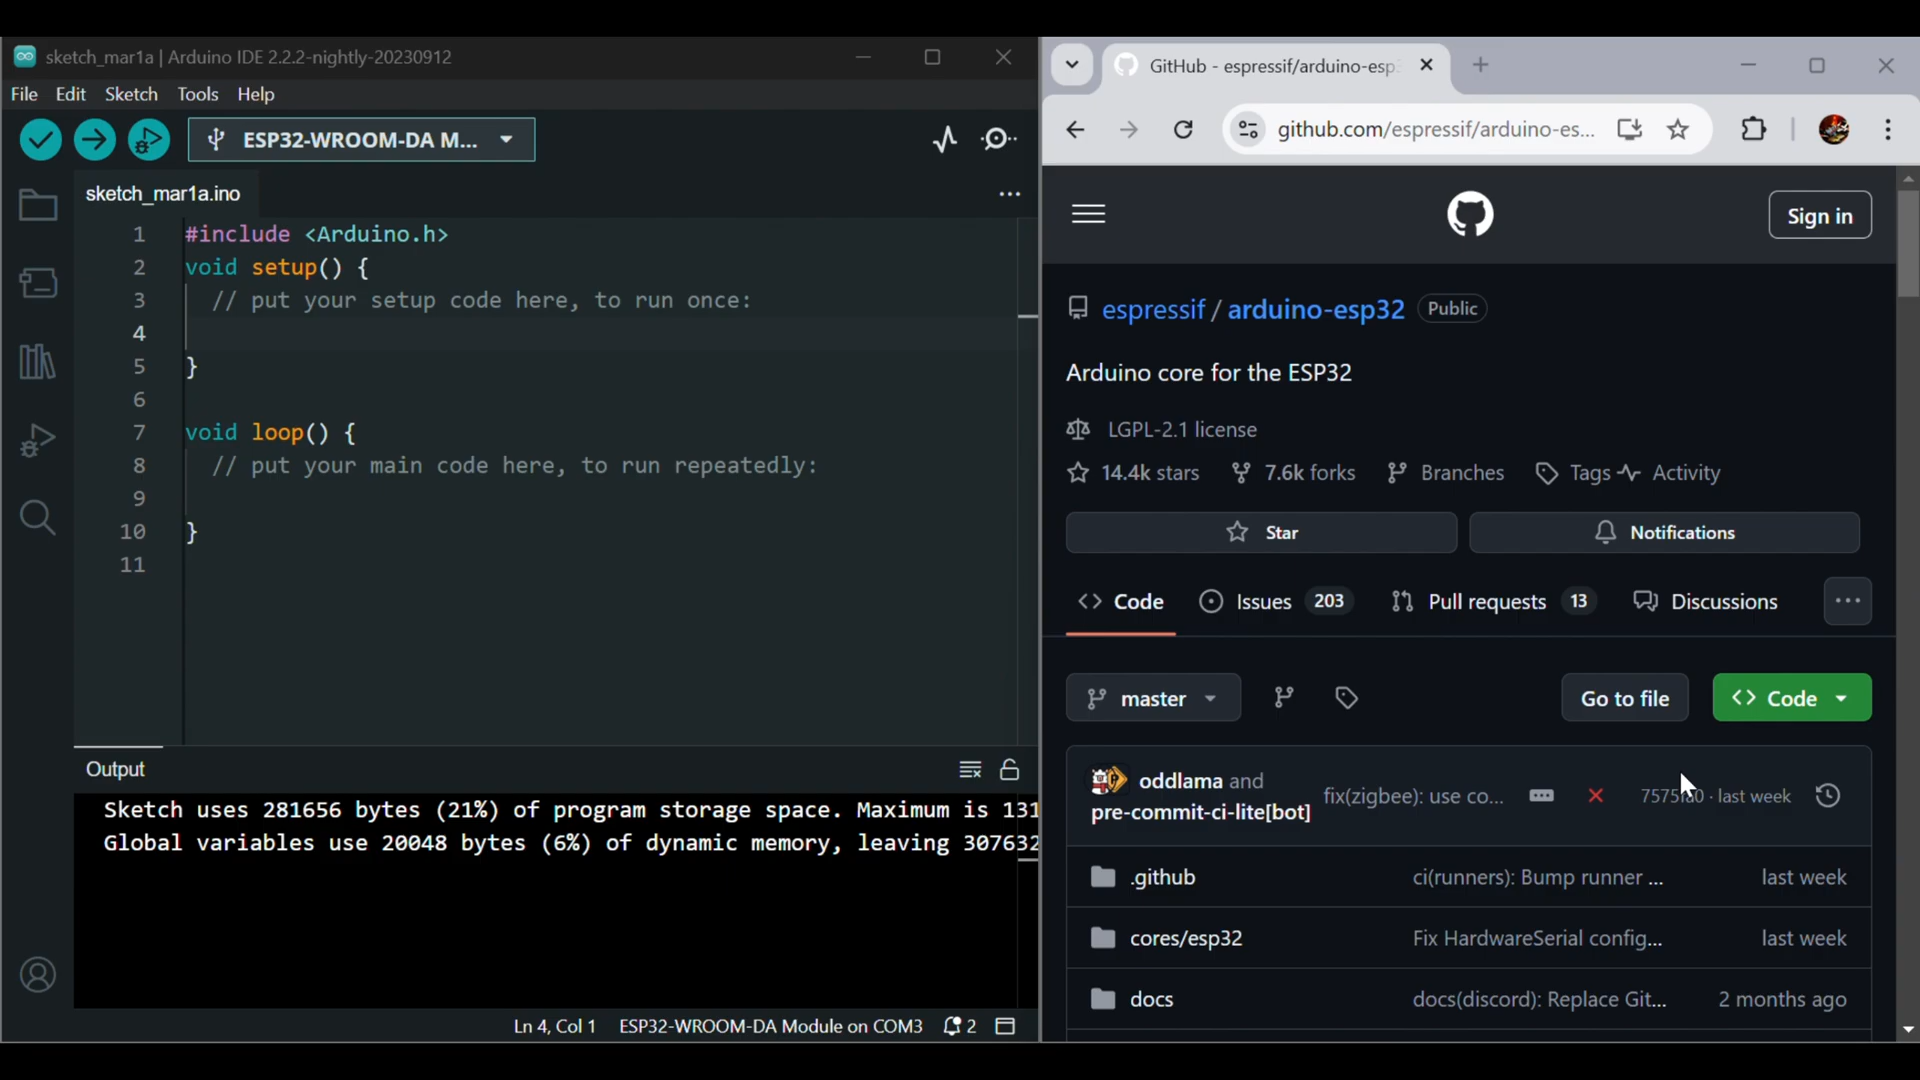 sketch_mar1a | Arduino IDE 2.2.2-nightly-20230912
File Edit Sketch Tools Help
ESP32-WROOM-DA M...
sketch_mar1a.ino
1 #include <Arduino.h>
2 void setup() {
3 // put your setup code here, to run once:
4
5 }
6
7 void loop() {
8 // put your main code here, to run repeatedly:
9
10 }
11
Output
Sketch uses 281656 bytes (21%) of program storage space. Maximum is 131
Global variables use 20048 bytes (6%) of dynamic memory, leaving 307632
Ln 4, Col 1 ESP32-WROOM-DA Module on COM3 2
GitHub - espressif/arduino-esp
github.com/espressif/arduino-es...
Sign in
espressif / arduino-esp32 Public
Arduino core for the ESP32
LGPL-2.1 license
14.4k stars 7.6k forks Branches Tags Activity
Star Notifications
Code Issues 203 Pull requests 13 Discussions
master Go to file Code
oddlama and
pre-commit-ci-lite[bot] fix(zigbee): use co... · last week
.github ci(runners): Bump runner ... last week
cores/esp32 Fix HardwareSerial config,... last week
docs docs(discord): Replace Git... 2 months ago